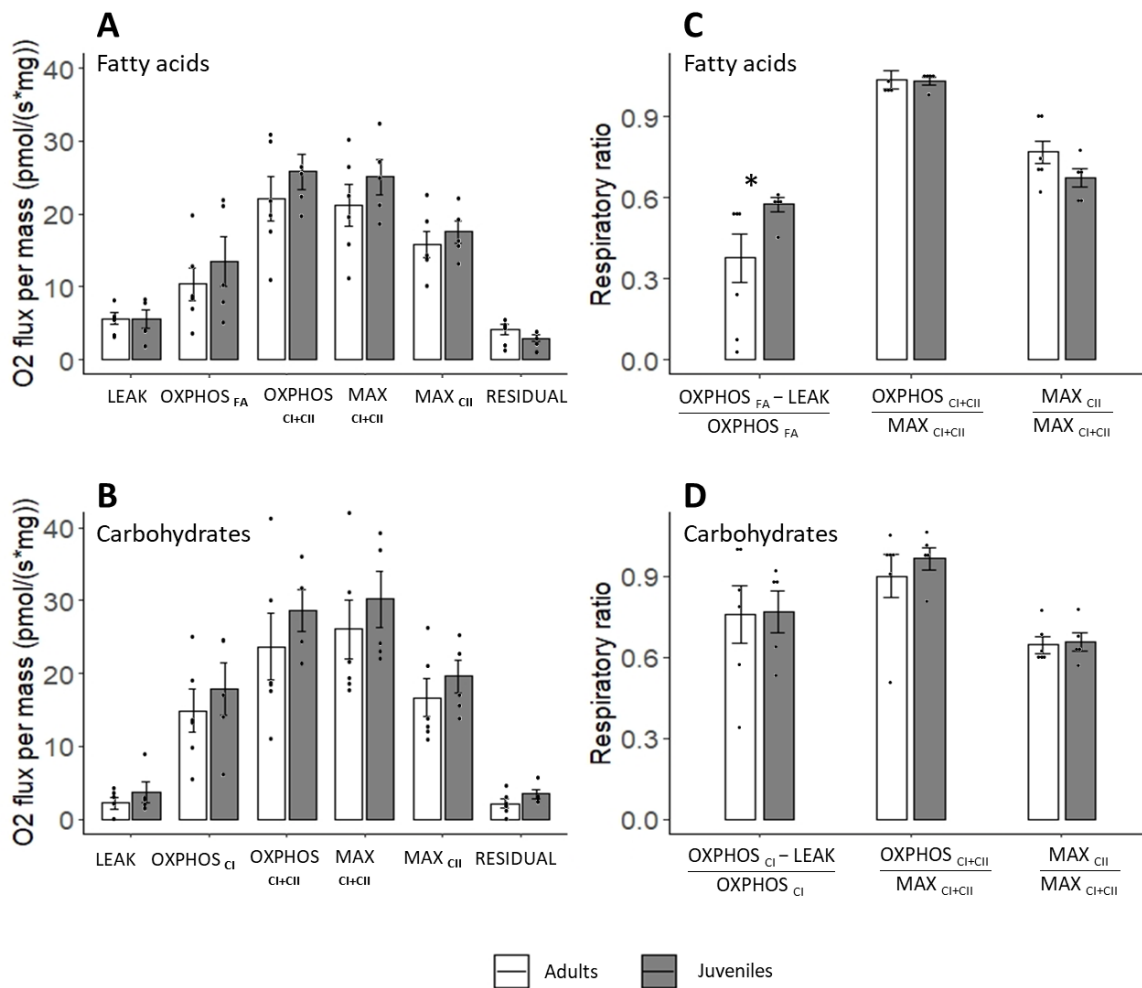 A
Fatty acids
O2 flux per mass (pmol/(s*mg))
40
30
20
10
0
LEAK
OXPHOS FA
OXPHOS
CI+CII
MAX
CI+CII
MAX CII
RESIDUAL
C
Fatty acids
Respiratory ratio
0.9
0.6
0.3
0.0
*
OXPHOS FA – LEAK
OXPHOS FA
OXPHOS CI+CII
MAX CI+CII
MAX CII
MAX CI+CII
B
Carbohydrates
O2 flux per mass (pmol/(s*mg))
40
30
20
10
0
LEAK
OXPHOS CI
OXPHOS
CI+CII
MAX
CI+CII
MAX CII
RESIDUAL
D
Carbohydrates
Respiratory ratio
0.9
0.6
0.3
0.0
OXPHOS CI – LEAK
OXPHOS CI
OXPHOS CI+CII
MAX CI+CII
MAX CII
MAX CI+CII
Adults
Juveniles